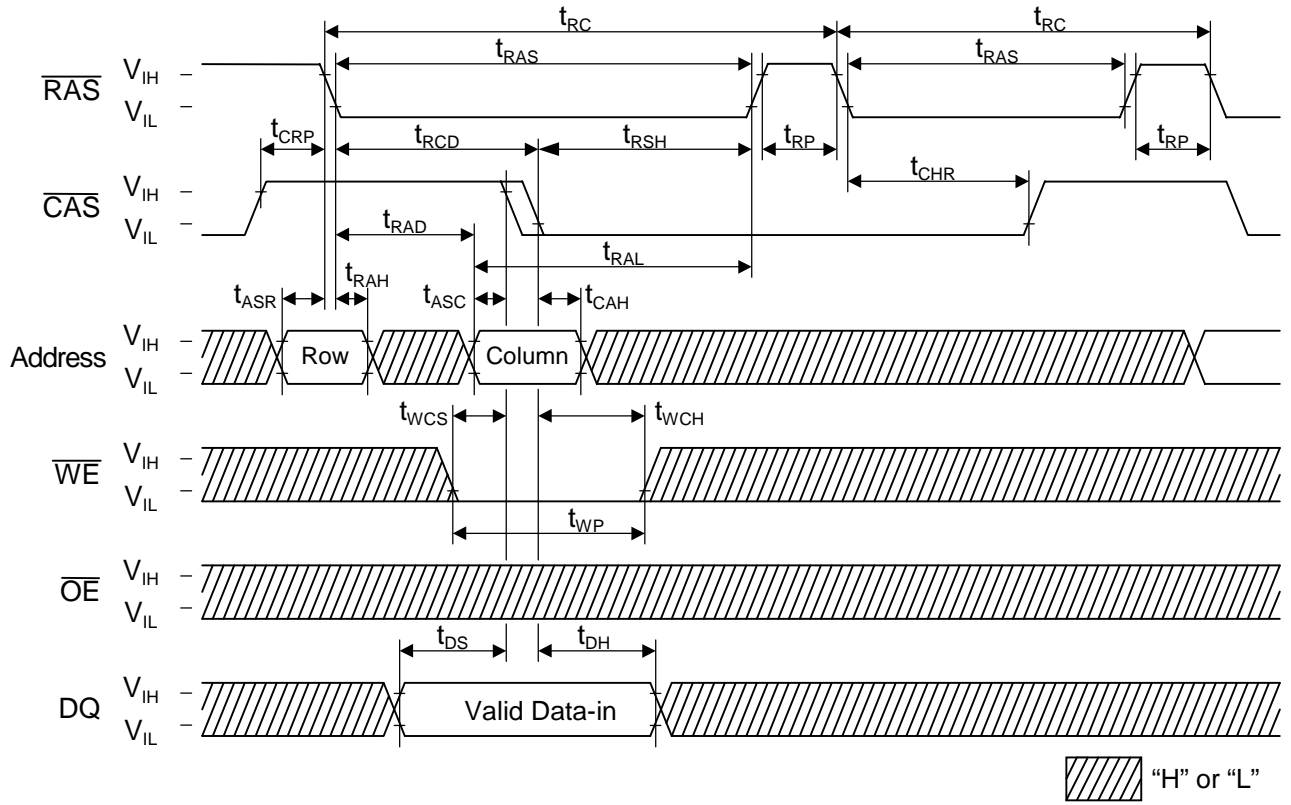 tRC tRC
tRAS tRAS
RAS VIH VIL
tCRP tRCD tRSH tRP tRP
tCHR
CAS VIH VIL
tRAD
tRAL
tRAH
tASR tASC tCAH
Address VIH VIL Row Column
tWCS tWCH
WE VIH VIL
tWP
OE VIH VIL
tDS tDH
DQ VIH VIL Valid Data-in
“H” or “L”